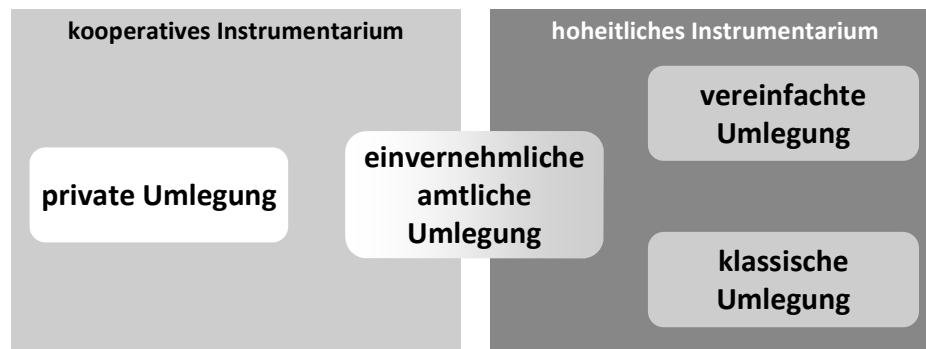 kooperatives Instrumentarium
hoheitliches Instrumentarium
private Umlegung
einvernehmliche
amtliche
Umlegung
vereinfachte
Umlegung
klassische
Umlegung